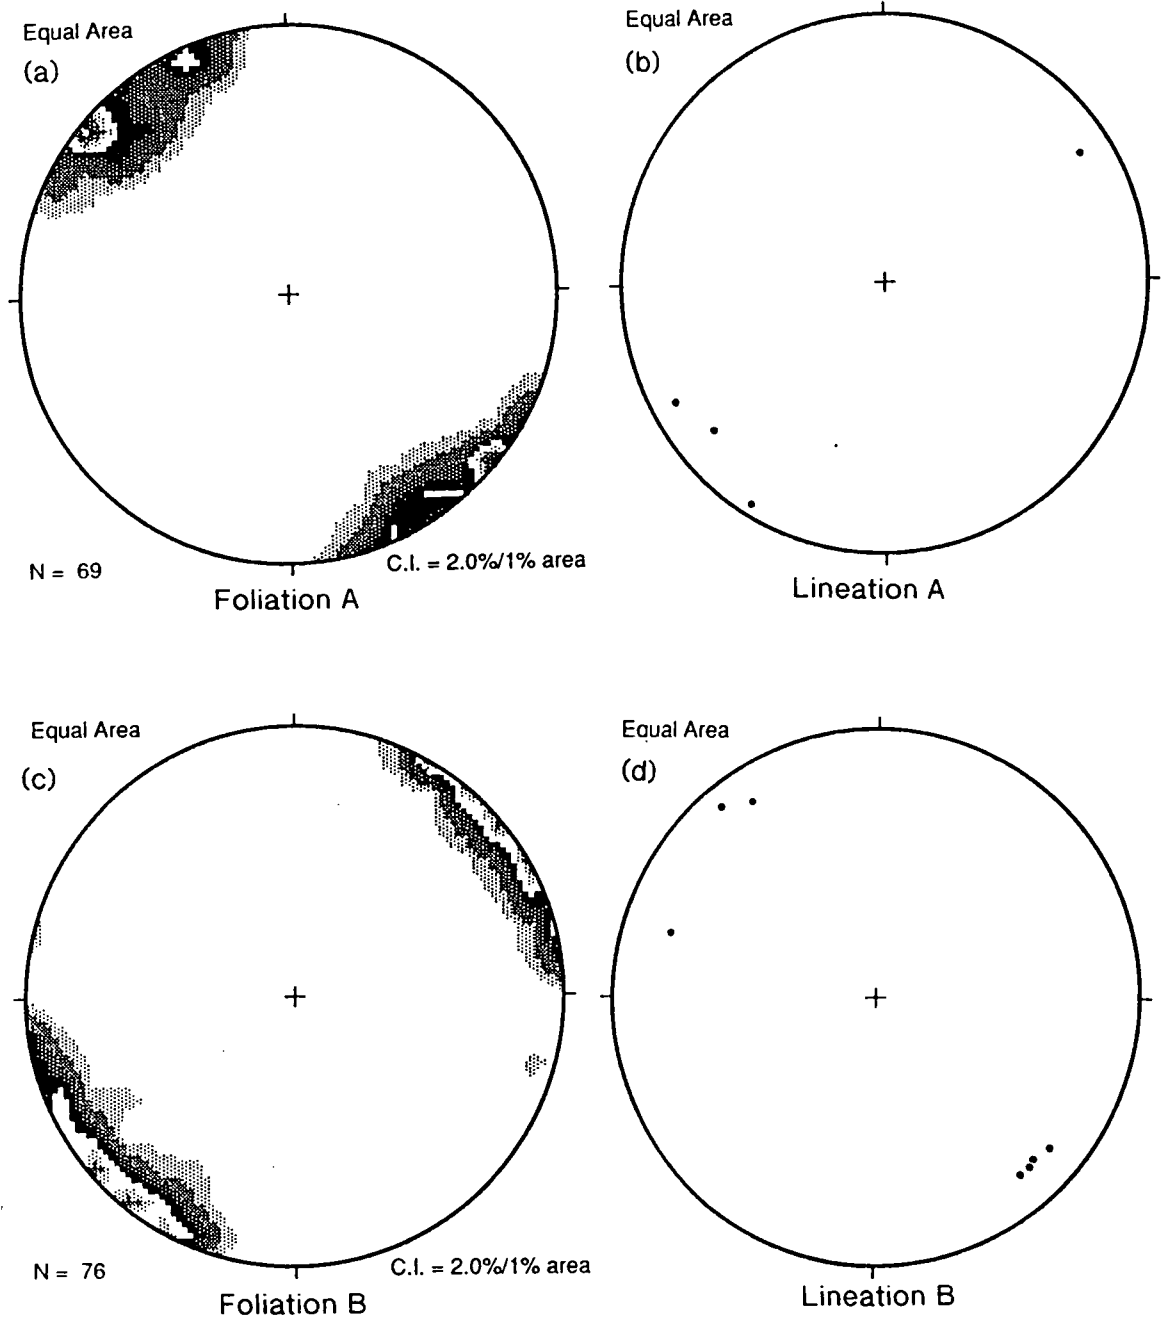 Equal Area
(a)
N = 69
C.I. = 2.0%/1% area
Foliation A
Equal Area
(b)
Lineation A
Equal Area
(c)
N = 76
C.I. = 2.0%/1% area
Foliation B
Equal Area
(d)
Lineation B